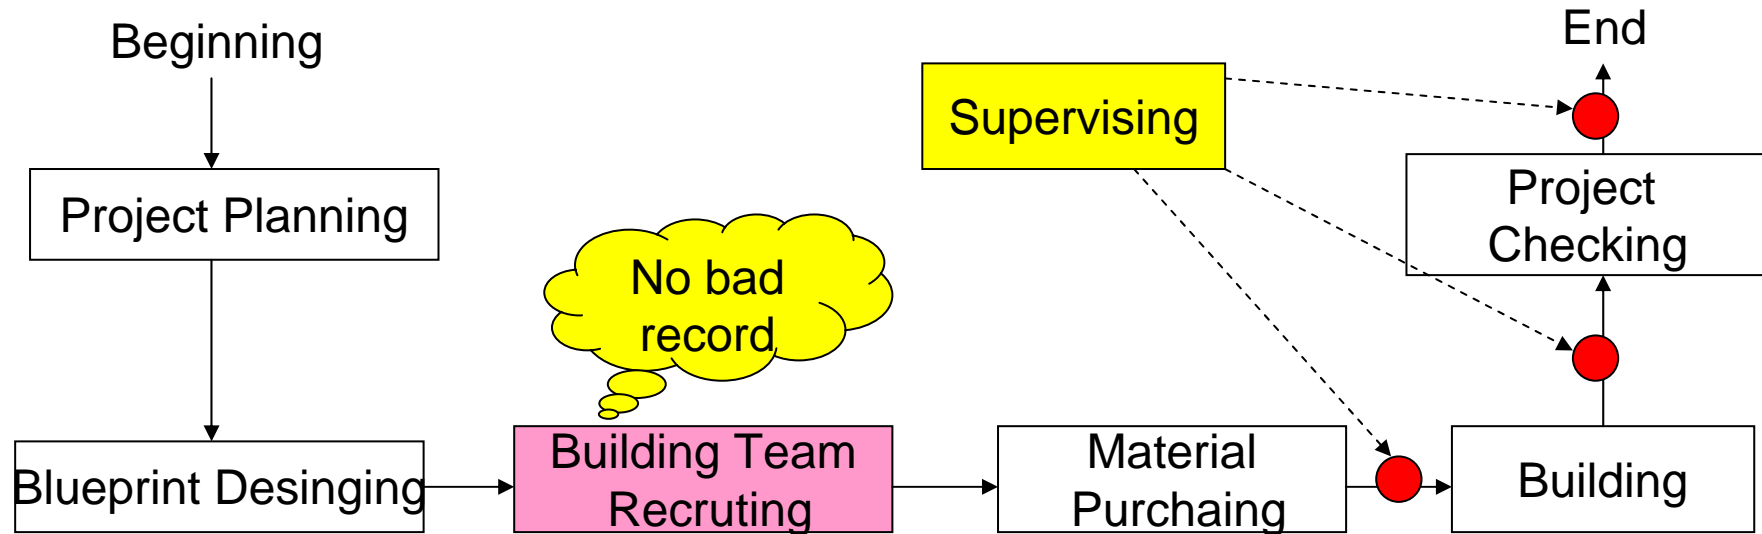 Beginning
End
Supervising
Project Planning
Project
Checking
No bad
record
Blueprint Desinging
Building Team
Recruting
Material
Purchaing
Building